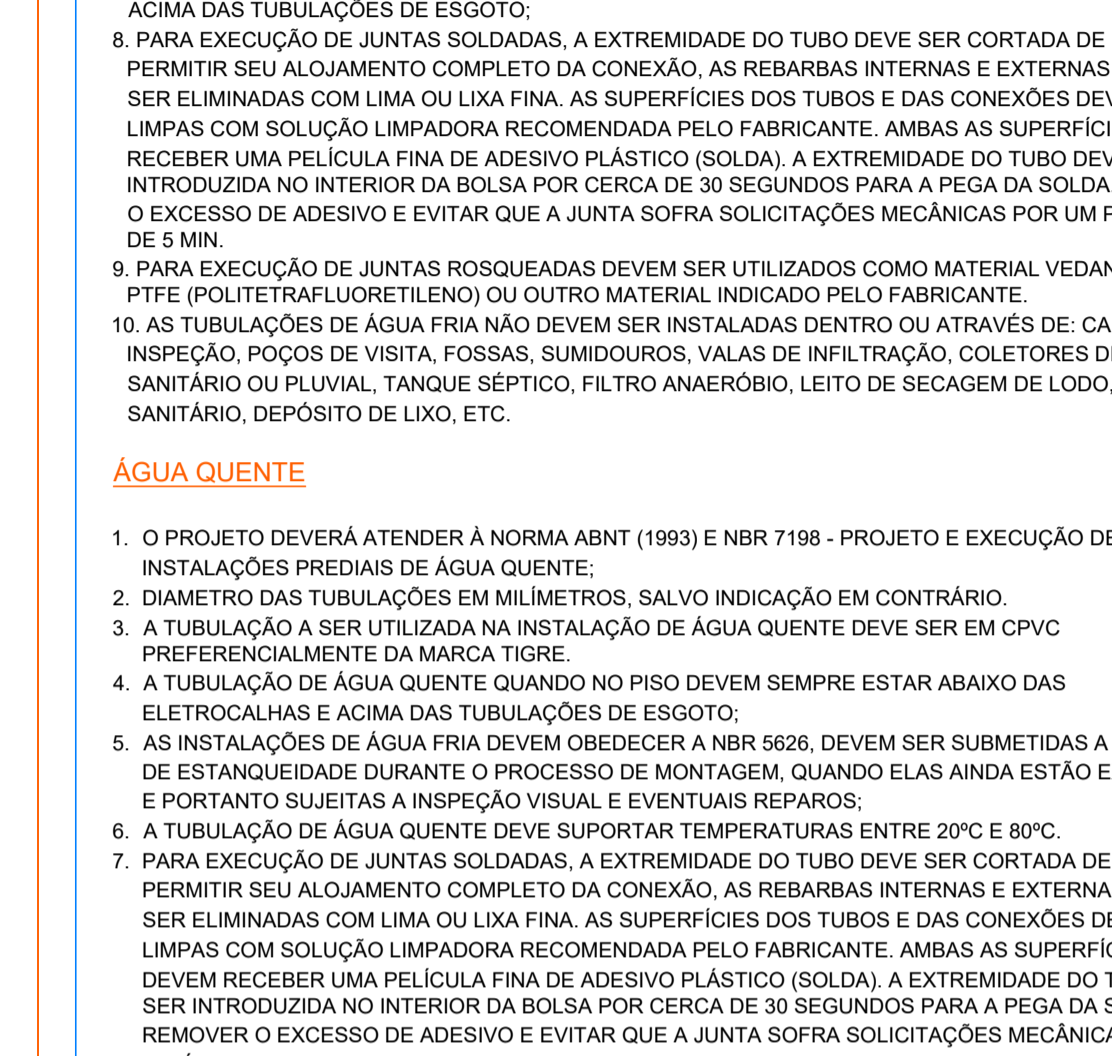 ACIMA DAS TUBULAÇÕES DE ESGOTO;
8. PARA EXECUÇÃO DE JUNTAS SOLDADAS, A EXTREMIDADE DO TUBO DEVE SER CORTADA DE
PERMITIR SEU ALOJAMENTO COMPLETO DA CONEXÃO, AS REBARBAS INTERNAS E EXTERNAS
SER ELIMINADAS COM LIMA OU LIXA FINA. AS SUPERFÍCIES DOS TUBOS E DAS CONEXÕES
LIMPAS COM SOLUÇÃO LIMPADORA RECOMENDADA PELO FABRICANTE. AMBAS AS
RECEBER UMA PELÍCULA FINA DE ADESIVO PLÁSTICO (SOLDA). A EXTREMIDADE DO TUBO
INTRODUZIDA NO INTERIOR DA BOLSA POR CERCA DE 30 SEGUNDOS PARA A PEGA DA SOLDA.
O EXCESSO DE ADESIVO E EVITAR QUE A JUNTA SOFRA SOLICITAÇÕES MECÂNICAS POR UM
DE 5 MIN.
9. PARA EXECUÇÃO DE JUNTAS ROSQUEADAS DEVEM SER UTILIZADOS COMO MATERIAL
PTFE (POLITETRAFLUORETILENO) OU OUTRO MATERIAL INDICADO PELO FABRICANTE.
10. AS TUBULAÇÕES DE ÁGUA FRIA NÃO DEVEM SER INSTALADAS DENTRO OU ATRAVÉS DE:
INSPEÇÃO, POÇOS DE VISITA, FOSSAS, SUMIDOUROS, VALAS DE INFILTRAÇÃO, COLETORES
SANITÁRIO OU PLUVIAL, TANQUE SÉPTICO, FILTRO ANAERÓBIO, LEITO DE SECAGEM DE LODO,
SANITÁRIO, DEPÓSITO DE LIXO, ETC.
ÁGUA QUENTE
1. O PROJETO DEVERÁ ATENDER À NORMA ABNT (1993) E NBR 7198 - PROJETO E EXECUÇÃO DE
INSTALAÇÕES PREDIAIS DE ÁGUA QUENTE;
2. DIAMETRO DAS TUBULAÇÕES EM MILÍMETROS, SALVO INDICAÇÃO EM CONTRÁRIO.
3. A TUBULAÇÃO A SER UTILIZADA NA INSTALAÇÃO DE ÁGUA QUENTE DEVE SER EM CPVC
PREFERENCIALMENTE DA MARCA TIGRE.
4. A TUBULAÇÃO DE ÁGUA QUENTE QUANDO NO PISO DEVEM SEMPRE ESTAR ABAIXO DAS
ELETROCALHAS E ACIMA DAS TUBULAÇÕES DE ESGOTO;
5. AS INSTALAÇÕES DE ÁGUA FRIA DEVEM OBEDECER A NBR 5626, DEVEM SER SUBMETIDAS A
DE ESTANQUEIDADE DURANTE O PROCESSO DE MONTAGEM, QUANDO ELAS AINDA ESTÃO
E PORTANTO SUJEITAS A INSPEÇÃO VISUAL E EVENTUAIS REPAROS;
6. A TUBULAÇÃO DE ÁGUA QUENTE DEVE SUPORTAR TEMPERATURAS ENTRE 20ºC E 80ºC.
7. PARA EXECUÇÃO DE JUNTAS SOLDADAS, A EXTREMIDADE DO TUBO DEVE SER CORTADA DE
PERMITIR SEU ALOJAMENTO COMPLETO DA CONEXÃO, AS REBARBAS INTERNAS E
SER ELIMINADAS COM LIMA OU LIXA FINA. AS SUPERFÍCIES DOS TUBOS E DAS CONEXÕES
LIMPAS COM SOLUÇÃO LIMPADORA RECOMENDADA PELO FABRICANTE. AMBAS AS
DEVEM RECEBER UMA PELÍCULA FINA DE ADESIVO PLÁSTICO (SOLDA). A EXTREMIDADE DO
SER INTRODUZIDA NO INTERIOR DA BOLSA POR CERCA DE 30 SEGUNDOS PARA A PEGA DA
REMOVER O EXCESSO DE ADESIVO E EVITAR QUE A JUNTA SOFRA SOLICITAÇÕES